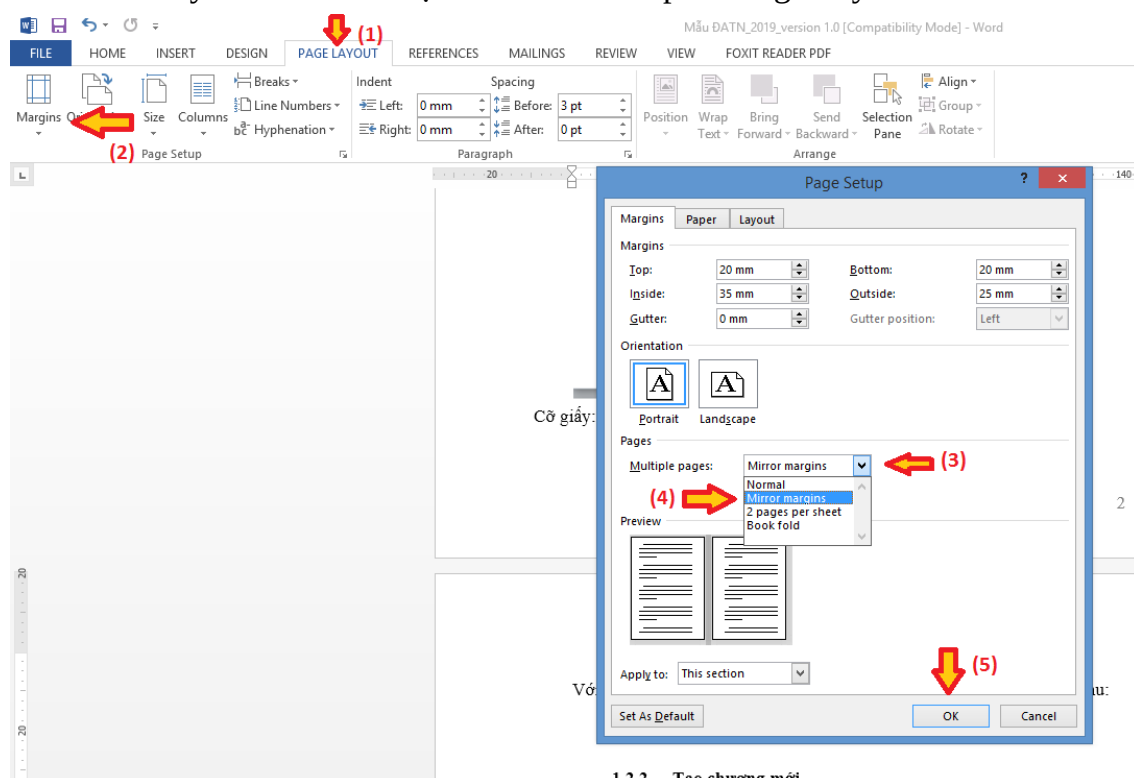 (1)
Mẫu ĐATN_2019_version 1.0 [Compatibility Mode] - Word
FILE HOME INSERT DESIGN PAGE LAYOUT REFERENCES MAILINGS REVIEW VIEW FOXIT READER PDF
Breaks Indent Spacing Align
Line Numbers Left: 0 mm Before: 3 pt Group
Margins Size Columns Position Wrap Bring Send Selection
Hyphenation Right: 0 mm After: 0 pt Text Forward Backward Pane Rotate
(2) Page Setup Paragraph Arrange
20 140
Page Setup ? ×
Margins Paper Layout
Margins
Top: 20 mm Bottom: 20 mm
Inside: 35 mm Outside: 25 mm
Gutter: 0 mm Gutter position: Left
Orientation
A A
Cỡ giấy:
Portrait Landscape
Pages
Multiple pages: Mirror margins (3)
Normal
(4) Mirror margins
2 pages per sheet
2
Book fold
Preview
20
(5)
Apply to: This section
Set As Default OK Cancel
20